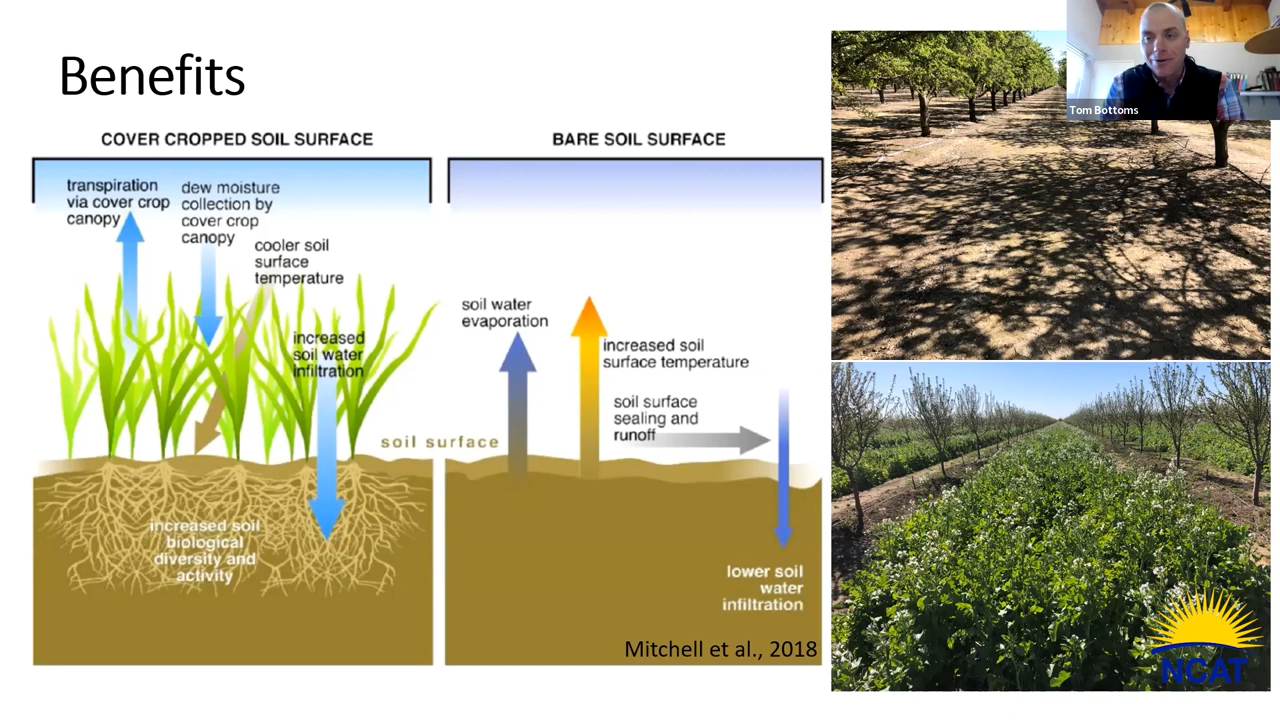 Benefits
COVER CROPPED SOIL SURFACE
transpiration
via cover crop
canopy
dew moisture
collection by
cover crop
canopy
cooler soil
surface
temperature
increased
soil water
infiltration
soil surface
increased soil
biological
diversity and
activity
BARE SOIL SURFACE
soil water
evaporation
increased soil
surface temperature
soil surface
sealing and
runoff
lower soil
water
infiltration
Mitchell et al., 2018
Tom Bottoms
NCAT